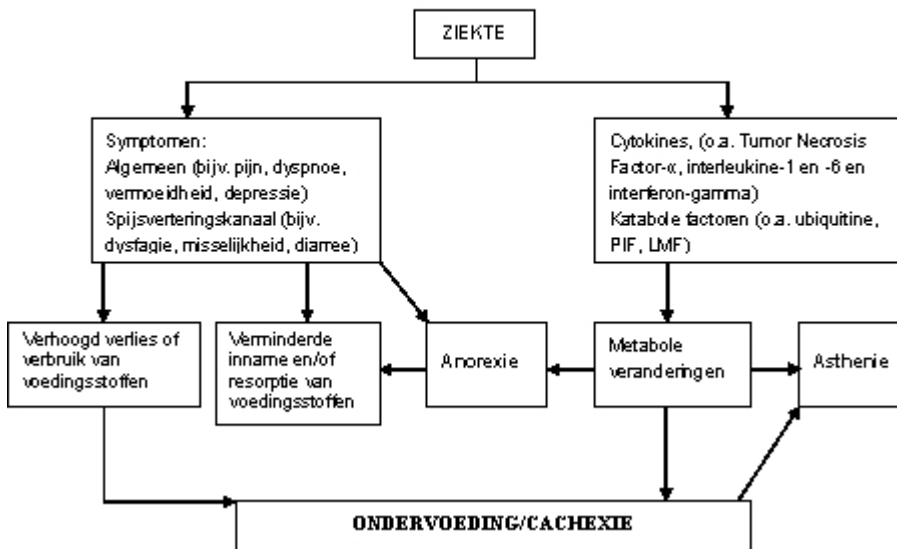 ZIEKTE
Symptomen:
Algemeen (bijv. pijn, dyspnoe,
vermoeidheid, depressie)
Spijsverteringskanaal (bijv.
dysfagie, misselijkheid, diarree)
Cytokines, (o.a. Tumor Necrosis
Factor-α, interleukine-1 en -6 en
interferon-gamma)
Katabole factoren (o.a. ubiquitine,
PIF, LMF)
Verhoogd verlies of
verbruik van
voedingsstoffen
Verminderde
inname en/of
resorptie van
voedingsstoffen
Anorexie
Metabole
veranderingen
Asthenie
ONDERVOEDING/CACHEXIE